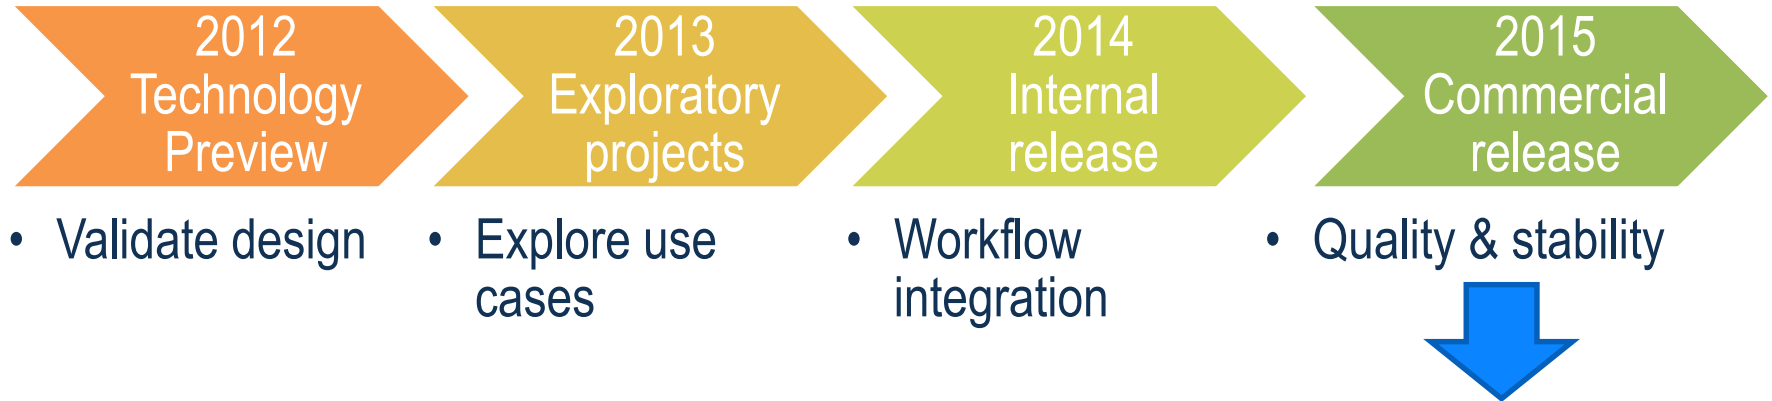 2012
Technology
Preview
2013
Exploratory
projects
2014
Internal
release
2015
Commercial
release
• Validate design
• Explore use
cases
• Workflow
integration
• Quality & stability